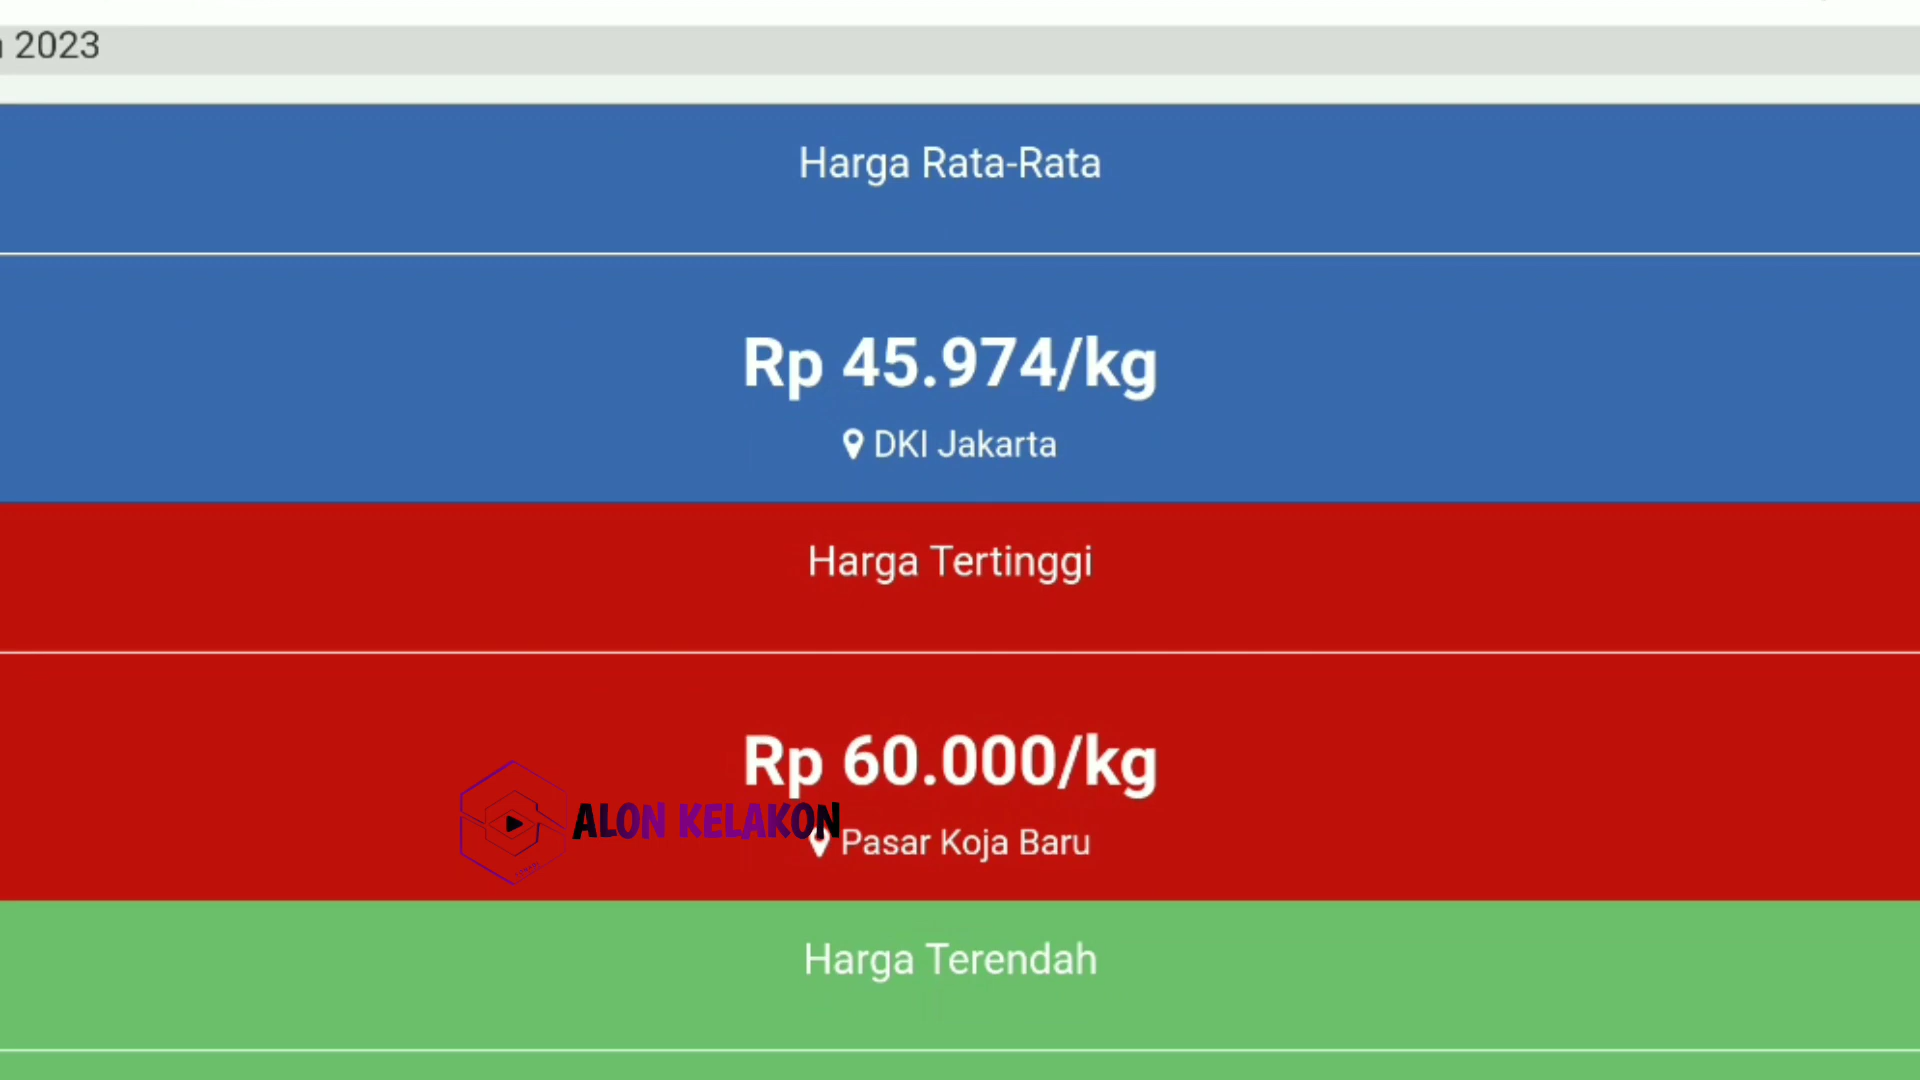 2023
Harga Rata-Rata
Rp 45.974/kg
DKI Jakarta
Harga Tertinggi
Rp 60.000/kg
ALON KELAKON
Pasar Koja Baru
Harga Terendah